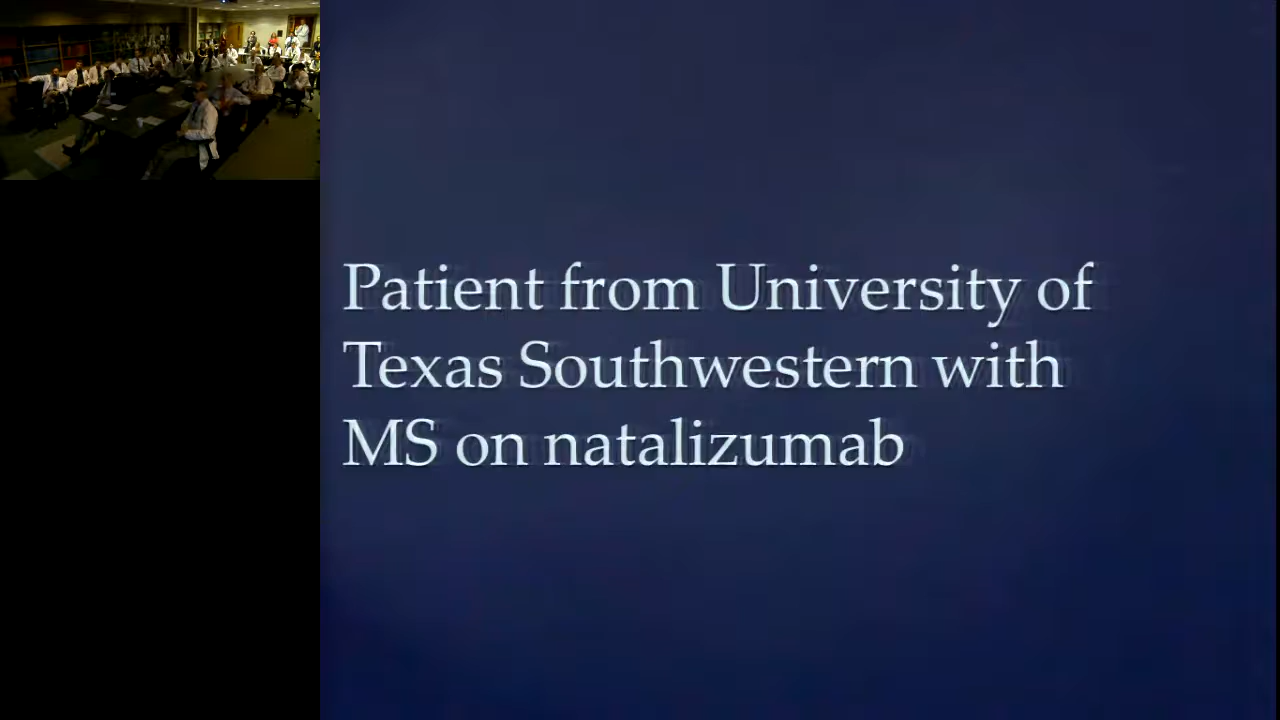 Patient from University of
Texas Southwestern with
MS on natalizumab